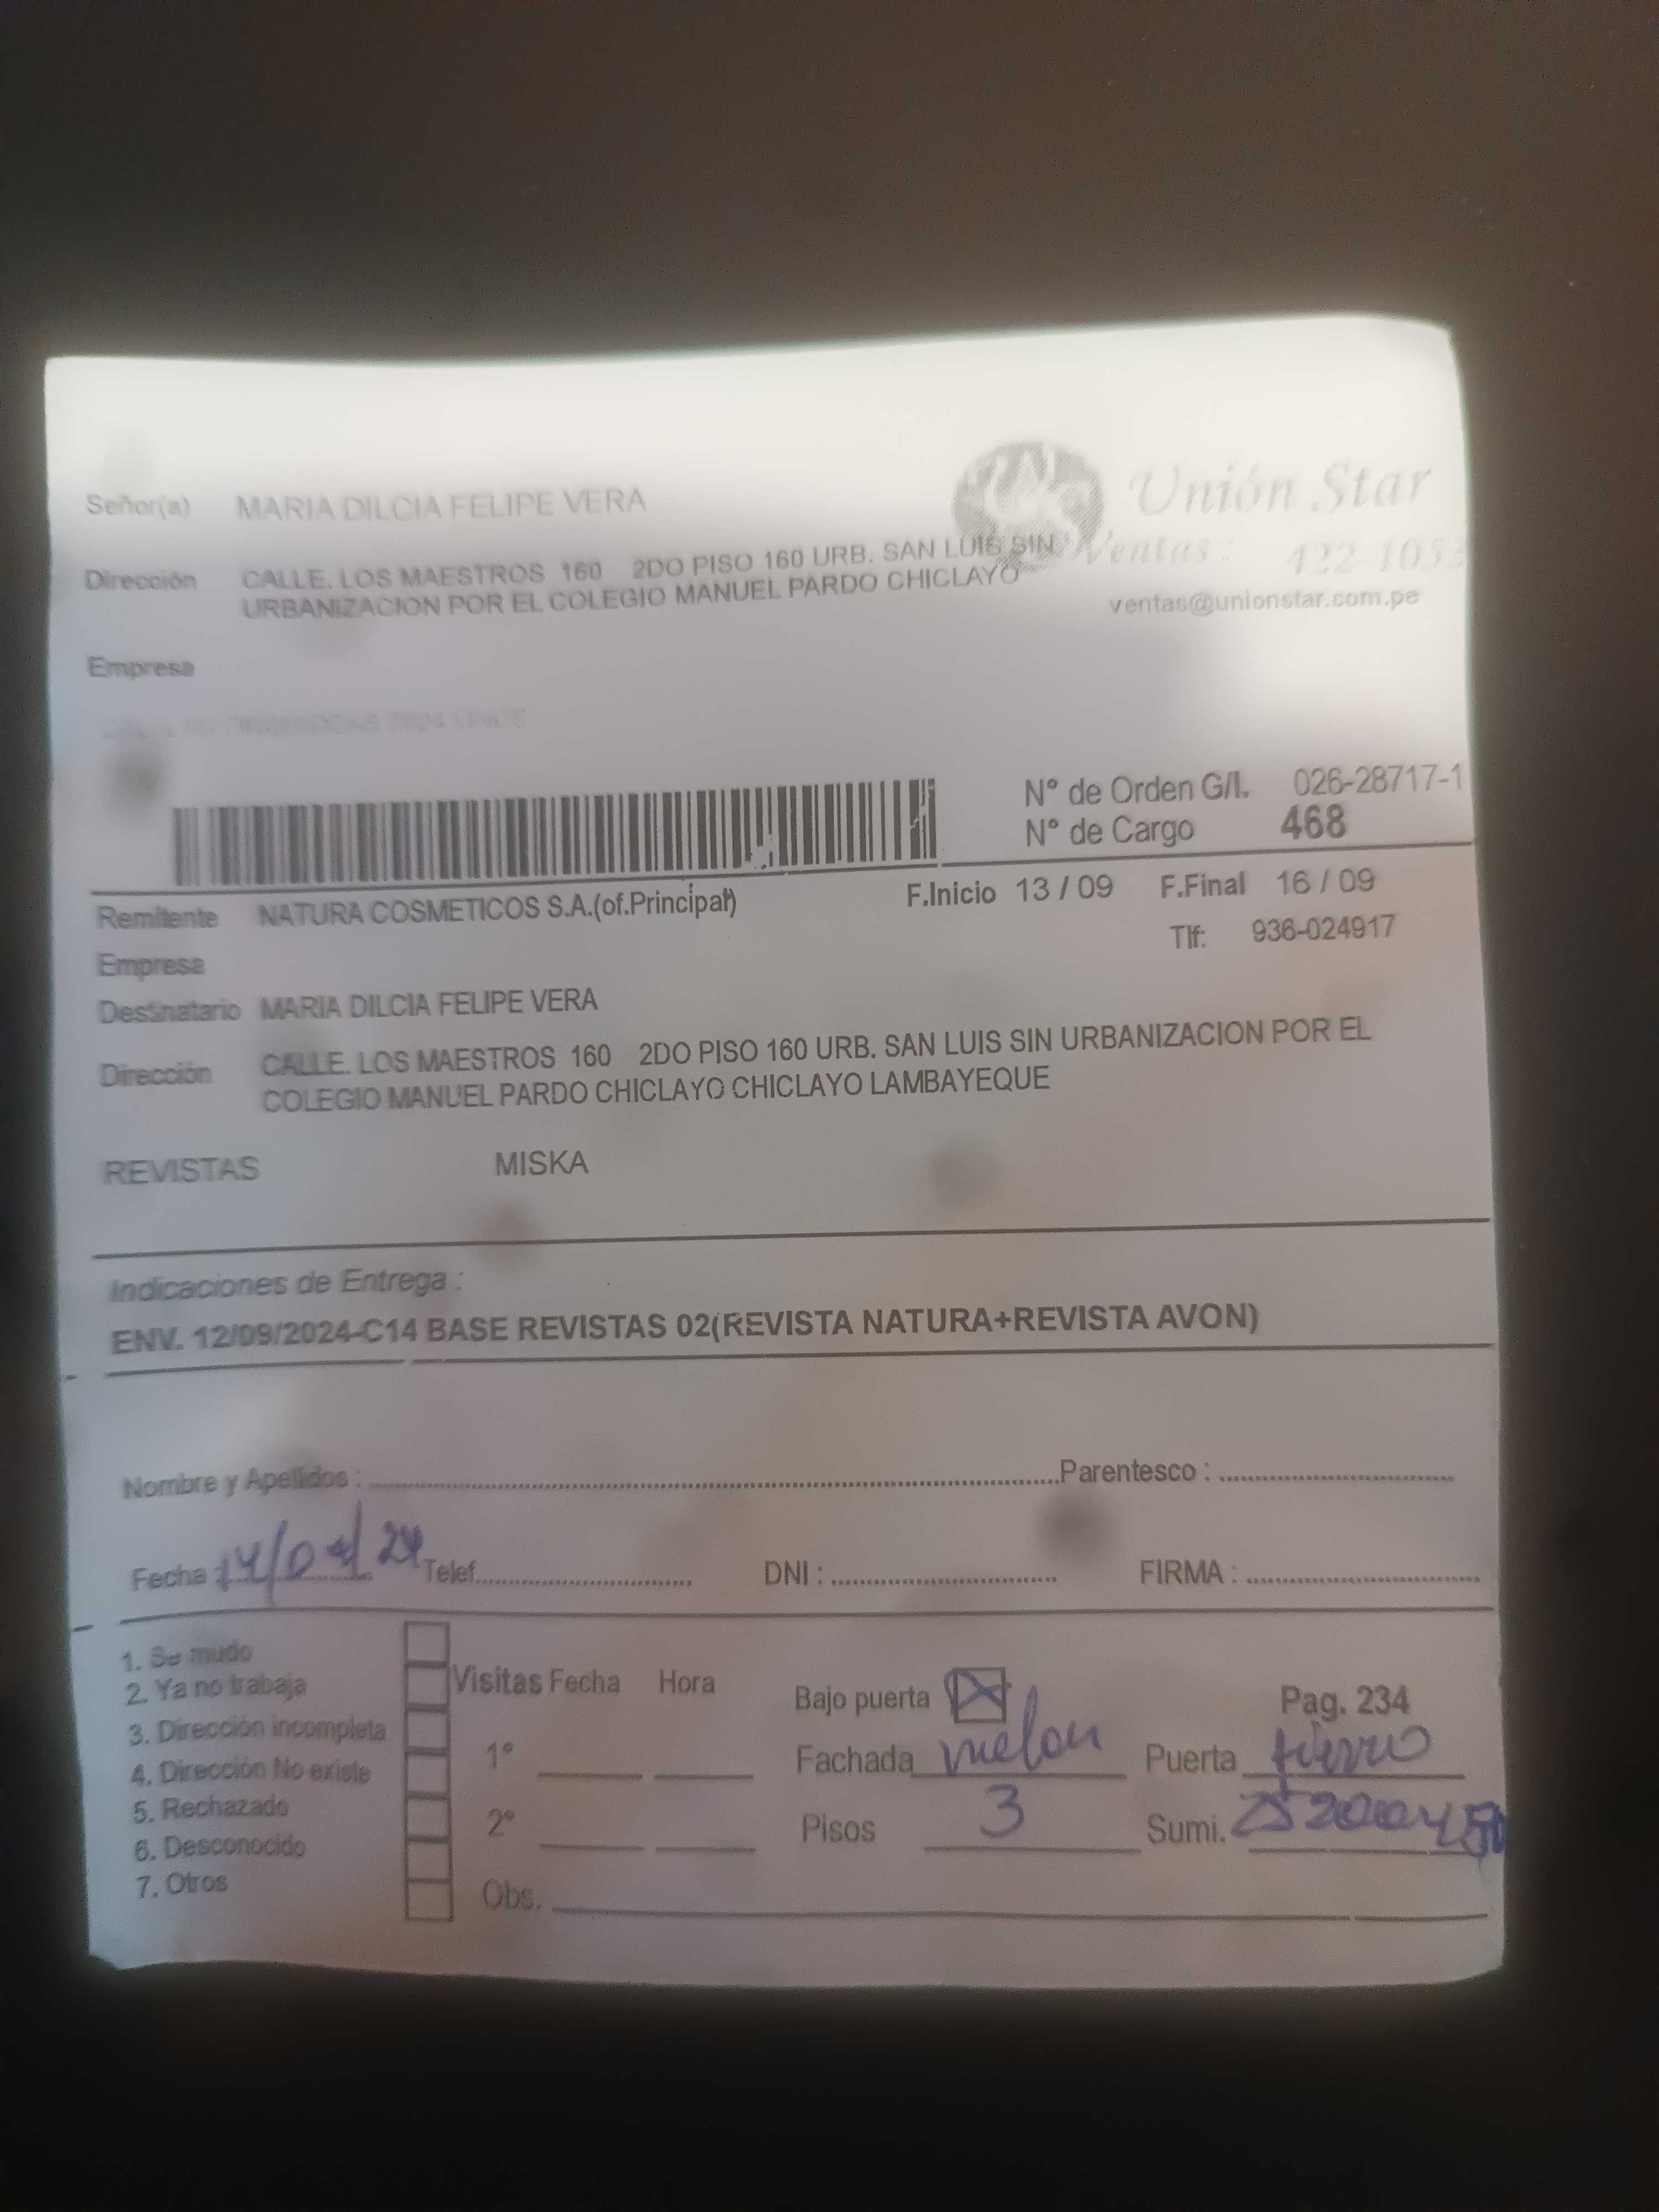 Señor(a) MARIA DILCIA FELIPE VERA
Unión Star
Dirección CALLE. LOS MAESTROS 160 2DO PISO 160 URB. SAN LUIS SIN
URBANIZACION POR EL COLEGIO MANUEL PARDO CHICLAYO
Ventas: 422-105
ventas@unionstar.com.pe
Empresa
N° de Orden G/I. 026-28717-1
N° de Cargo 468
Remitente NATURA COSMETICOS S.A.(of.Principal) F.Inicio 13 / 09 F.Final 16 / 09
Tlf: 936-024917
Empresa
Destinatario MARIA DILCIA FELIPE VERA
Dirección CALLE. LOS MAESTROS 160 2DO PISO 160 URB. SAN LUIS SIN URBANIZACION POR EL
COLEGIO MANUEL PARDO CHICLAYO CHICLAYO LAMBAYEQUE
REVISTAS MISKA
Indicaciones de Entrega :
ENV. 12/09/2024-C14 BASE REVISTAS 02(REVISTA NATURA+REVISTA AVON)
Nombre y Apellidos : Parentesco :
Fecha : 14/09/24 Telef. DNI : FIRMA :
1. Se mudo
2. Ya no trabaja
3. Dirección incompleta
4. Dirección No existe
5. Rechazado
6. Desconocido
7. Otros
Visitas Fecha Hora
1°
2°
Obs.
Bajo puerta Pag. 234
Fachada melon Puerta fierro
Pisos 3 Sumi.